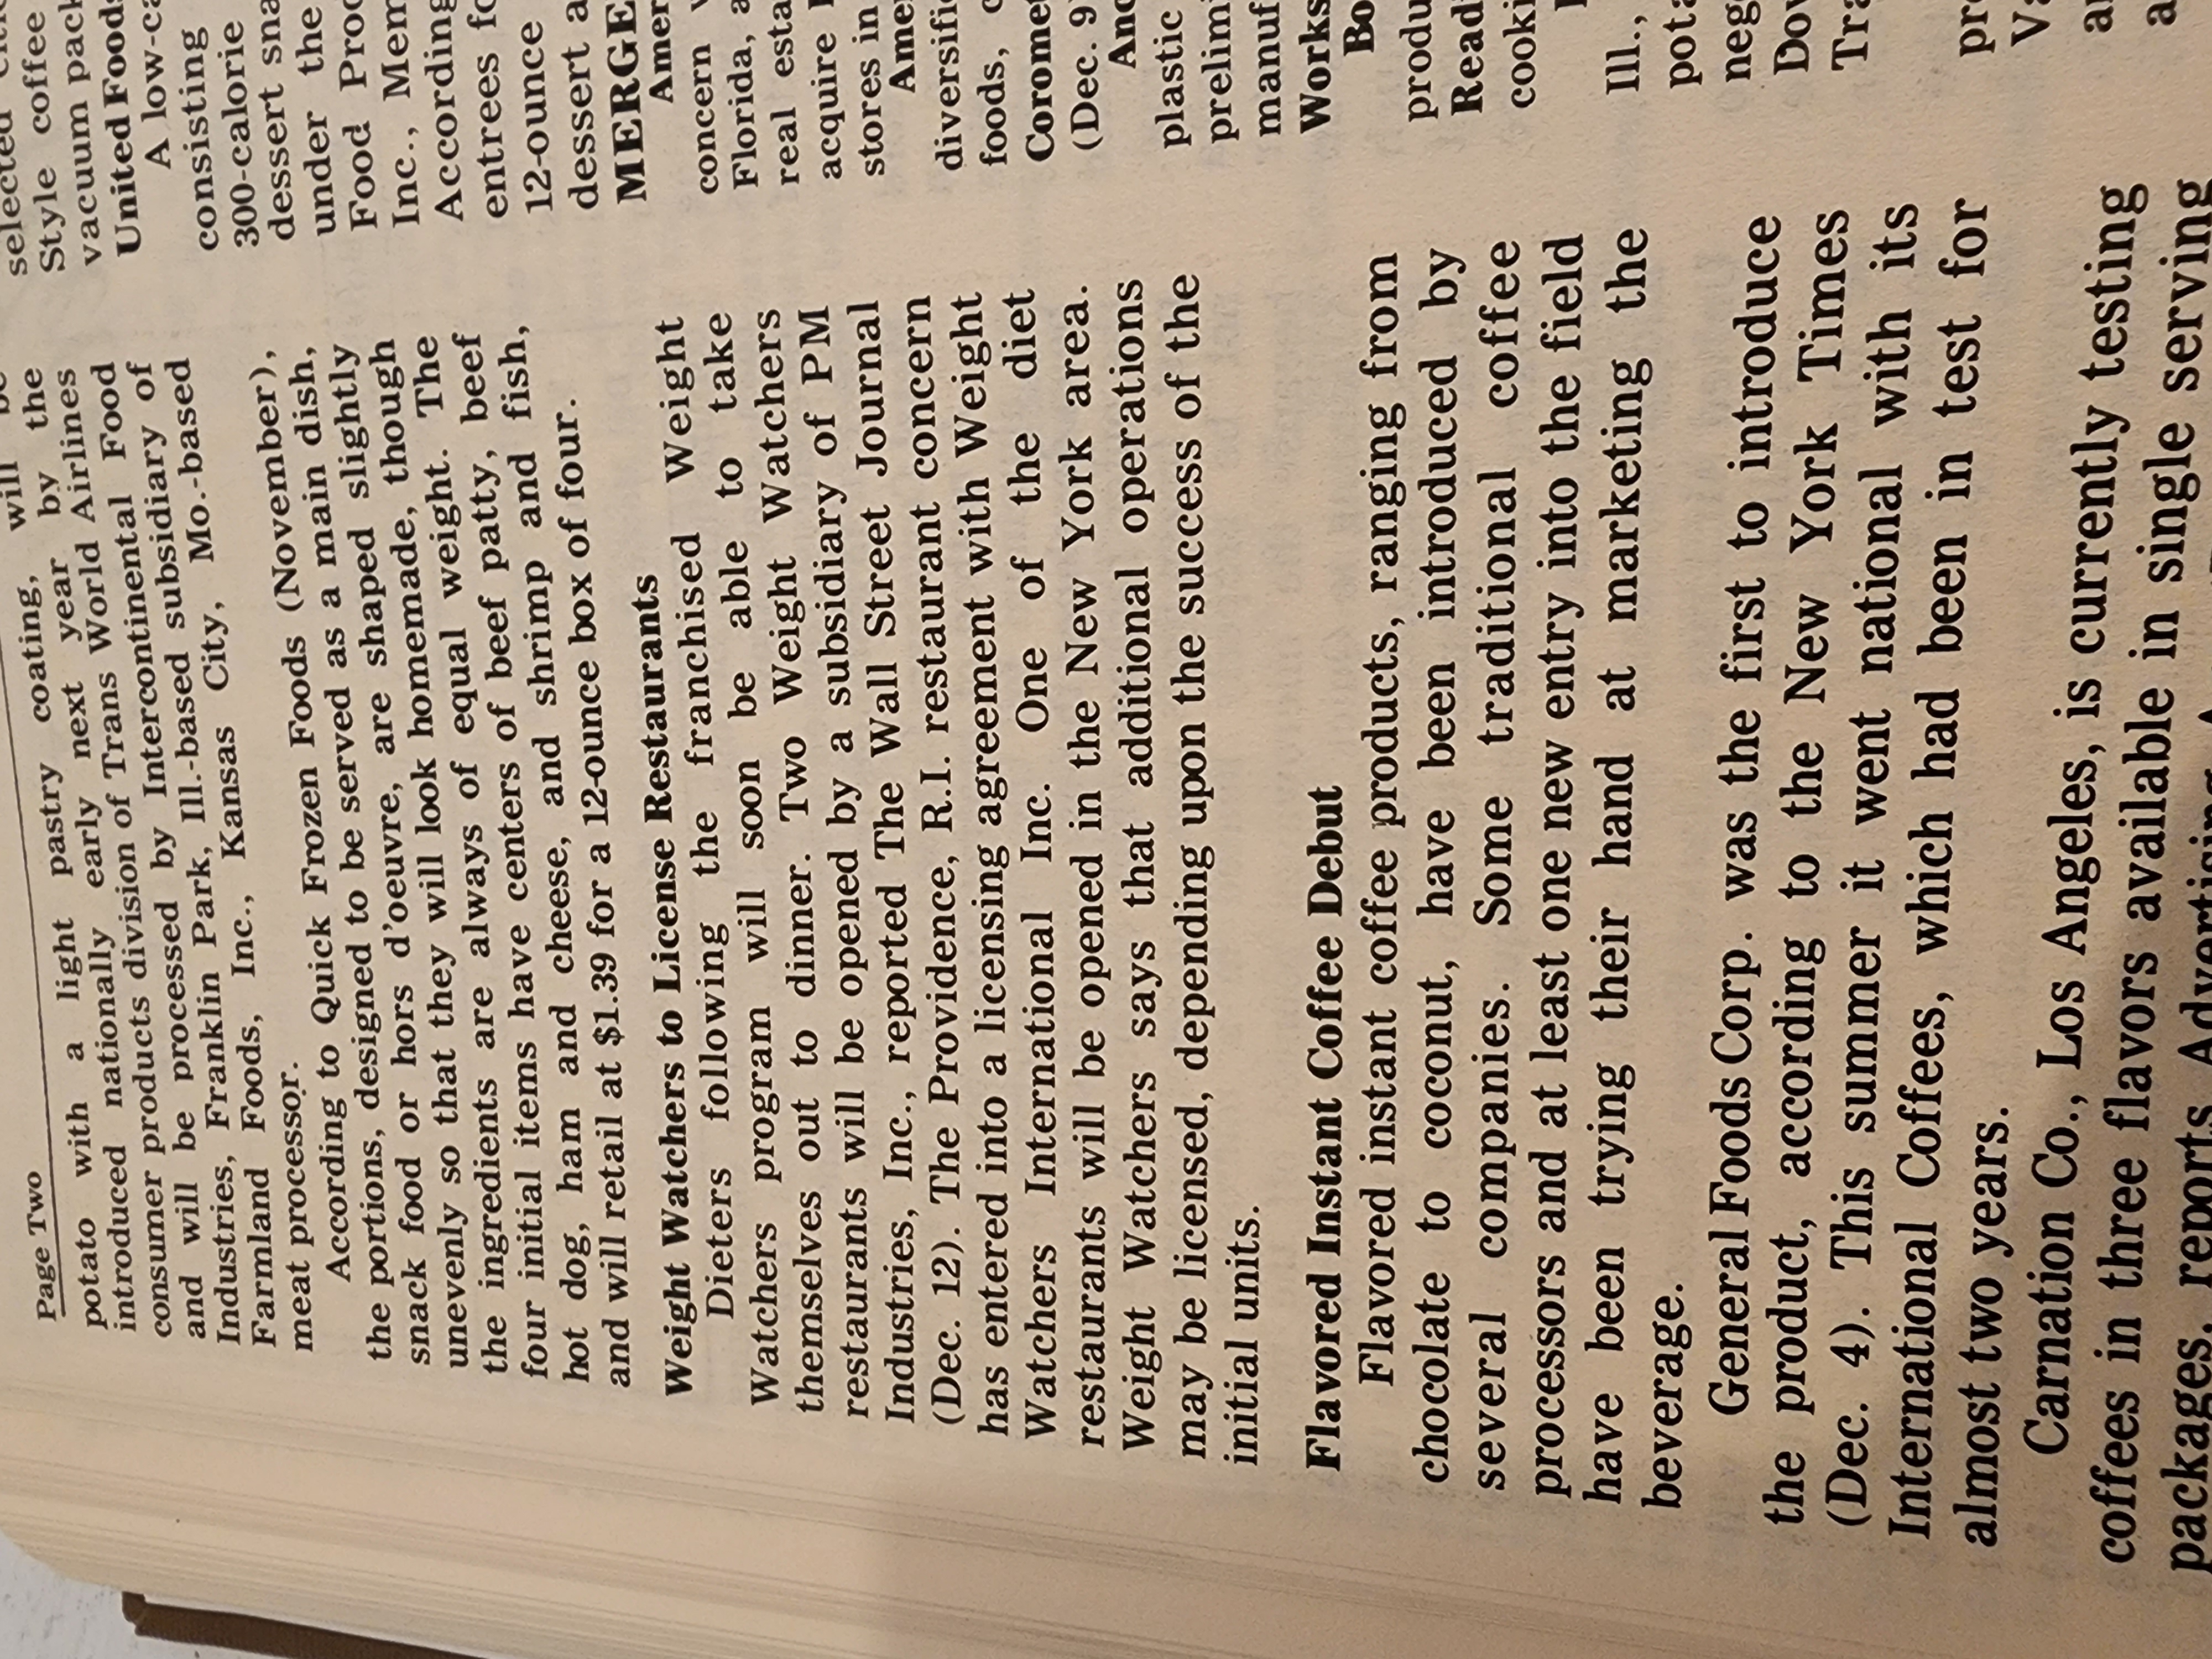 Page Two
will be
potato with a light pastry coating,
introduced nationally early next year by the
consumer products division of Trans World Airlines
and will be processed by Intercontinental Food
Industries, Franklin Park, Ill.-based subsidiary of
Farmland Foods, Inc., Kansas City, Mo.-based
meat processor.
According to Quick Frozen Foods (November),
the portions, designed to be served as a main dish,
snack food or hors d'oeuvre, are shaped slightly
unevenly so that they will look homemade, though
the ingredients are always of equal weight. The
four initial items have centers of beef patty, beef
hot dog, ham and cheese, and shrimp and fish,
and will retail at $1.39 for a 12-ounce box of four.
Weight Watchers to License Restaurants
Dieters following the franchised Weight
Watchers program will soon be able to take
themselves out to dinner. Two Weight Watchers
restaurants will be opened by a subsidiary of PM
Industries, Inc., reported The Wall Street Journal
(Dec. 12). The Providence, R.I. restaurant concern
has entered into a licensing agreement with Weight
Watchers International Inc. One of the diet
restaurants will be opened in the New York area.
Weight Watchers says that additional operations
may be licensed, depending upon the success of the
initial units.
Flavored Instant Coffee Debut
Flavored instant coffee products, ranging from
chocolate to coconut, have been introduced by
several companies. Some traditional coffee
processors and at least one new entry into the field
have been trying their hand at marketing the
beverage.
General Foods Corp. was the first to introduce
the product, according to the New York Times
(Dec. 4). This summer it went national with its
International Coffees, which had been in test for
almost two years.
Carnation Co., Los Angeles, is currently testing
coffees in three flavors available in single serving
packages, reports Advertising
selected
Style coffee
vacuum pack
United Foods
A low-ca
consisting
300-calorie
dessert sna
under the
Food Proc
Inc., Mem
According
entrees fo
12-ounce
dessert a
MERGE
Amer
concern
Florida, a
real esta
acquire
stores in
Amer
diversifi
foods, c
Coromet
(Dec. 9)
Anc
plastic
prelimi
manuf
Works
Bo
produ
Readi
cooki
Ill.,
pota
neg
Dov
Tra
pro
Va
a
a